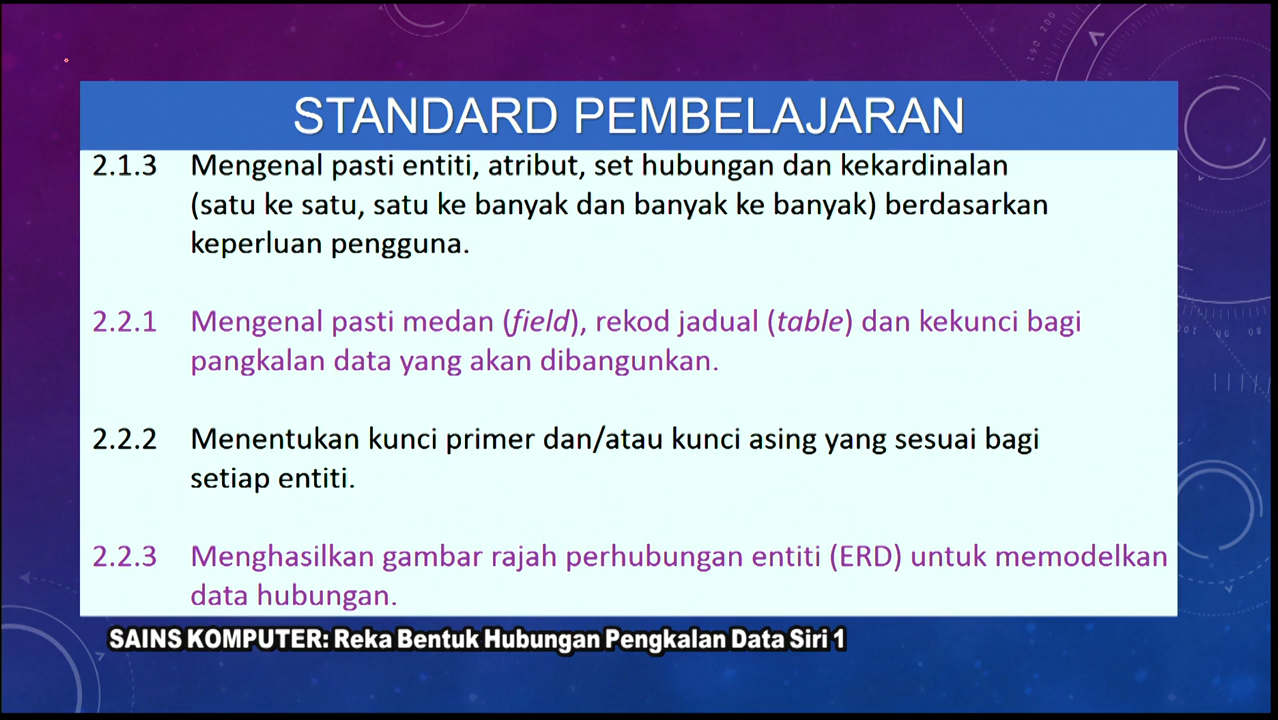 STANDARD PEMBELAJARAN
2.1.3 Mengenal pasti entiti, atribut, set hubungan dan kekardinalan
(satu ke satu, satu ke banyak dan banyak ke banyak) berdasarkan
keperluan pengguna.
2.2.1 Mengenal pasti medan (field), rekod jadual (table) dan kekunci bagi
pangkalan data yang akan dibangunkan.
2.2.2 Menentukan kunci primer dan/atau kunci asing yang sesuai bagi
setiap entiti.
2.2.3 Menghasilkan gambar rajah perhubungan entiti (ERD) untuk memodelkan
data hubungan.
SAINS KOMPUTER: Reka Bentuk Hubungan Pengkalan Data Siri 1